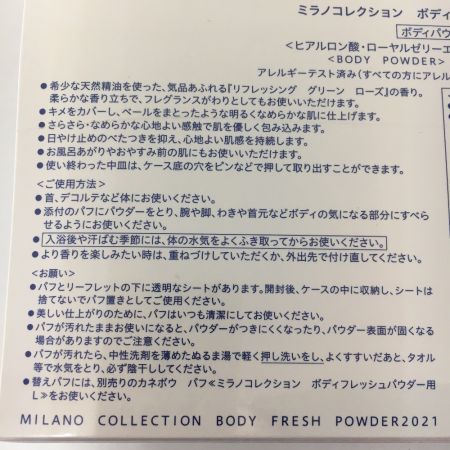 ミラノコレクション ボディ
ボディパウ
<ヒアルロン酸・ローヤルゼリーエ
<BODY POWDER>
アレルギーテスト済み(すべての方にアレル
●希少な天然精油を使った、気品あふれる『リフレッシング グリーン ローズ』の香り。
柔らかな香り立ちで、フレグランスがわりとしてもお使いいただけます。
●キメをカバーし、ベールをまとったような明るくなめらかな肌に仕上げます。
●さらさら・なめらかな心地よい感触で肌を優しく包み込みます。
●日やけ止めのべたつきを抑え、心地よい肌感を持続します。
●お風呂あがりやおやすみ前の肌にもお使いいただけます。
●使い終わった中皿は、ケース底の穴をピンなどで押して取り出すことができます。
<ご使用方法>
●首、デコルテなど体にお使いください。
●添付のパフにパウダーをとり、腕や脚、わきや首元などボディの気になる部分にすべら
せるようにお使いください。
●入浴後や汗ばむ季節には、体の水気をよくふき取ってからお使いください。
●より香りを楽しみたい時は、重ねづけしていただくか、外出先で付け直してください。
<お願い>
●パフとリーフレットの下に透明なシートがあります。開封後、ケースの中に収納し、シートは
捨てないでパフ置きとしてご使用ください。
●美しい仕上がりのために、パフはいつも清潔にしてお使いください。
●パフが汚れたままお使いになると、パウダーがつきにくくなったり、パウダー表面が固くなる
場合がありますのでご注意ください。
●パフが汚れたら、中性洗剤を薄めたぬるま湯で軽く押し洗いをし、よくすすいだあと、タオル
等で水気をとり、必ず陰干ししてください。
●替えパフには、別売りのカネボウ パフ≪ミラノコレクション ボディフレッシュパウダー用
L≫をお使いください。
MILANO COLLECTION BODY FRESH POWDER2021